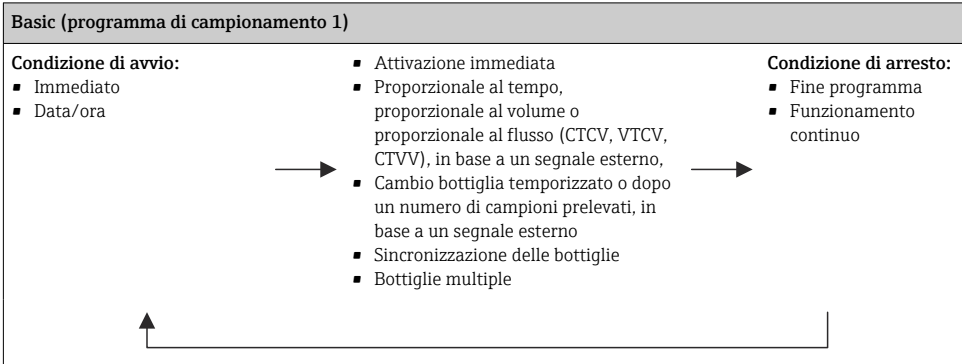 Basic (programma di campionamento 1)
Condizione di avvio:
▪ Immediato
▪ Data/ora
▪ Attivazione immediata
▪ Proporzionale al tempo,
proporzionale al volume o
proporzionale al flusso (CTCV, VTCV,
CTVV), in base a un segnale esterno,
▪ Cambio bottiglia temporizzato o dopo
un numero di campioni prelevati, in
base a un segnale esterno
▪ Sincronizzazione delle bottiglie
▪ Bottiglie multiple
Condizione di arresto:
▪ Fine programma
▪ Funzionamento
continuo